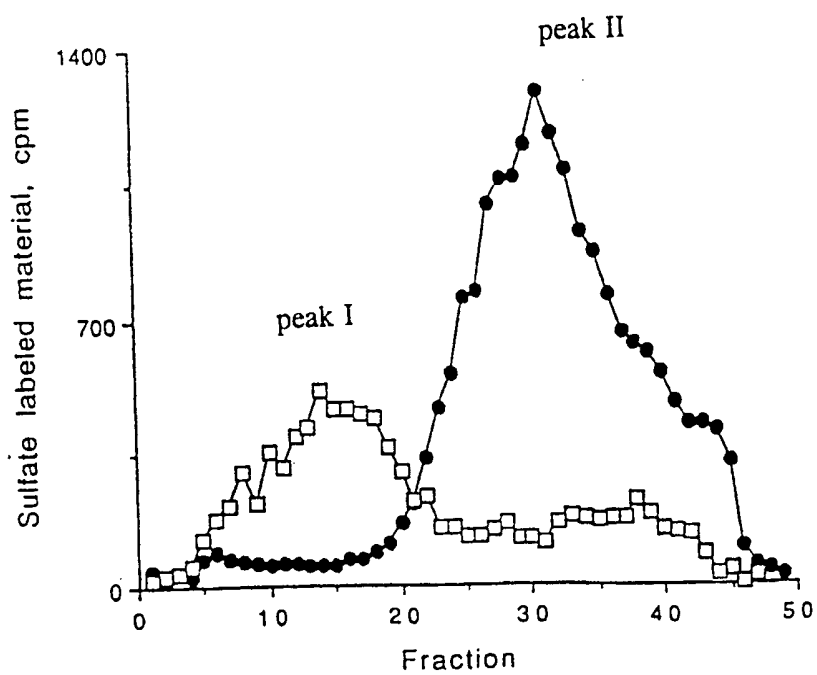 peak II
1400
peak I
700
0
0
10
20
30
40
50
Sulfate labeled material, cpm
Fraction